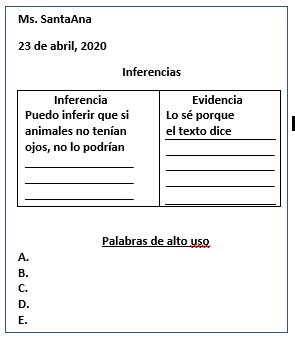 Ms. SantaAna
23 de abril, 2020
Inferencias
Inferencia
Puedo inferir que si
animales no tenían
ojos, no lo podrían
Evidencia
Lo sé porque
el texto dice
Palabras de alto uso
A.
B.
C.
D.
E.